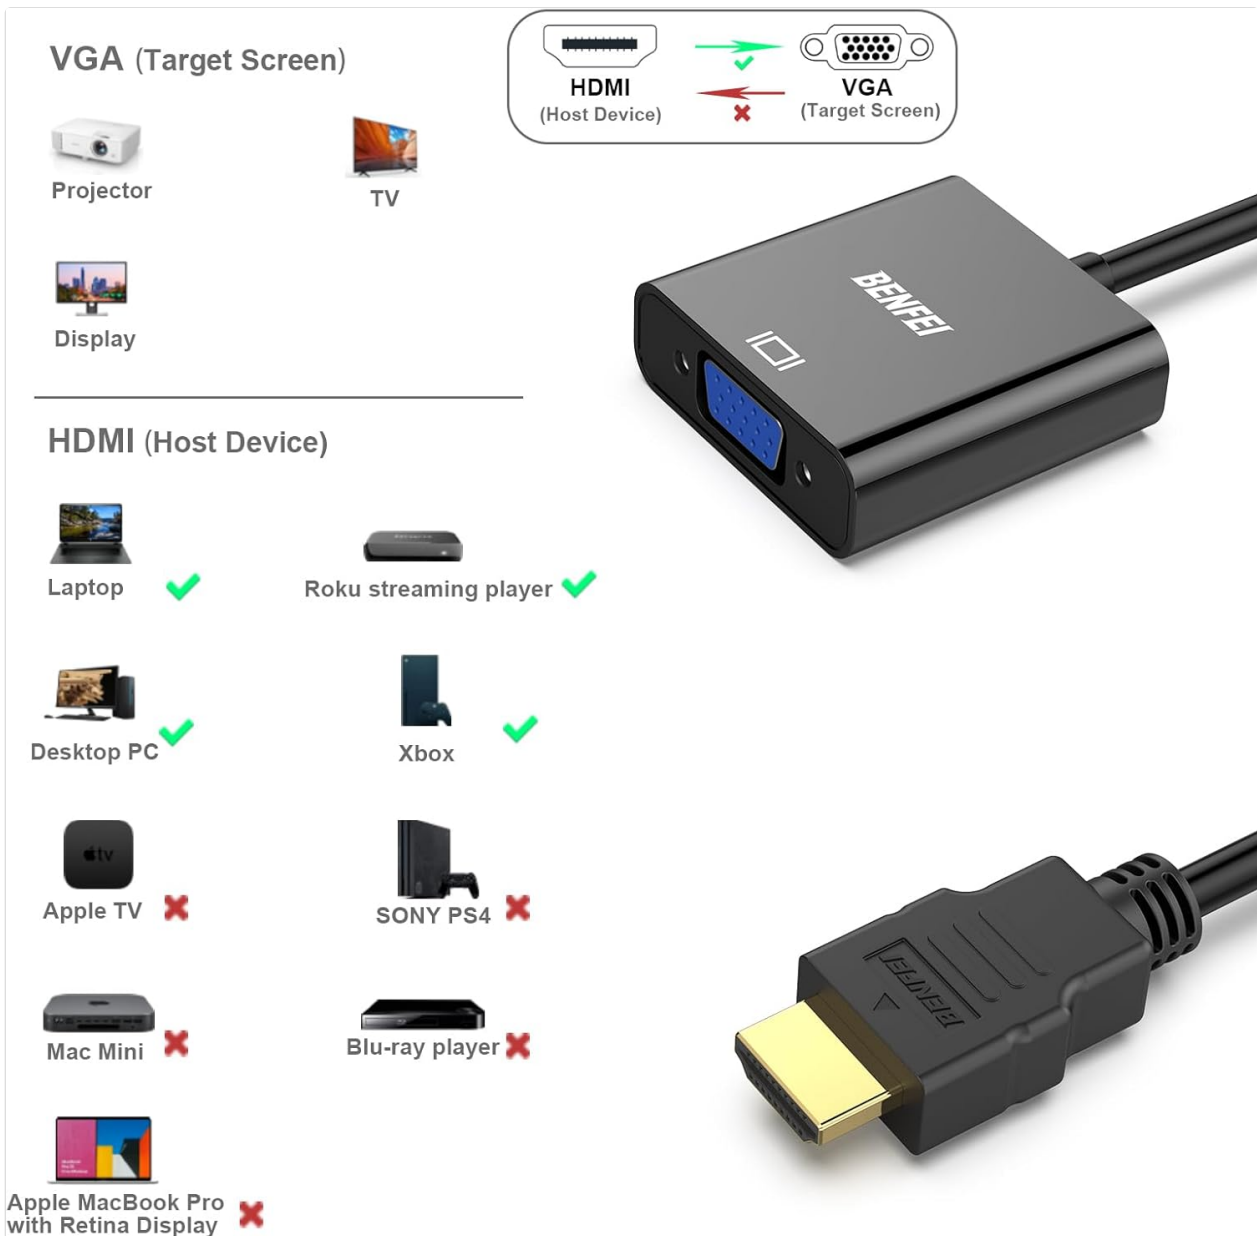 VGA (Target Screen)
Projector
TV
Display
HDMI
(Host Device)
VGA
(Target Screen)
BENFEI
HDMI (Host Device)
Laptop
Roku streaming player
Desktop PC
Xbox
tv
Apple TV
SONY PS4
Mac Mini
Blu-ray player
Apple MacBook Pro
with Retina Display
BENFEI